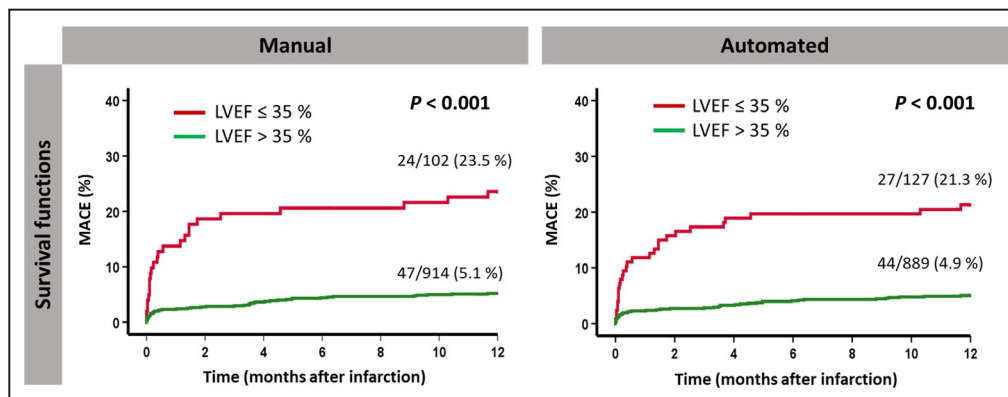 Manual
Automated
Survival functions
MACE (%)
40
30
20
10
0
LVEF ≤ 35 %
LVEF > 35 %
P < 0.001
24/102 (23.5 %)
47/914 (5.1 %)
0 2 4 6 8 10 12
Time (months after infarction)
MACE (%)
40
30
20
10
0
LVEF ≤ 35 %
LVEF > 35 %
P < 0.001
27/127 (21.3 %)
44/889 (4.9 %)
0 2 4 6 8 10 12
Time (months after infarction)